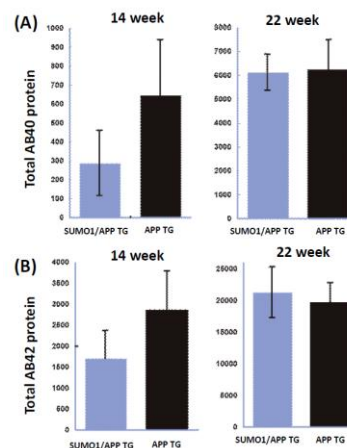 (A)
14 week
22 week
Total AB40 protein
1000
900
800
700
600
500
400
300
200
100
0
SUMO1/APP TG APP TG
8000
7000
6000
5000
4000
3000
2000
1000
0
SUMO1/APP TG APP TG
(B)
14 week
22 week
Total AB42 protein
4000
3500
3000
2500
2000
1500
1000
500
0
SUMO1/APP TG APP TG
25000
20000
15000
10000
5000
0
SUMO1/APP TG APP TG